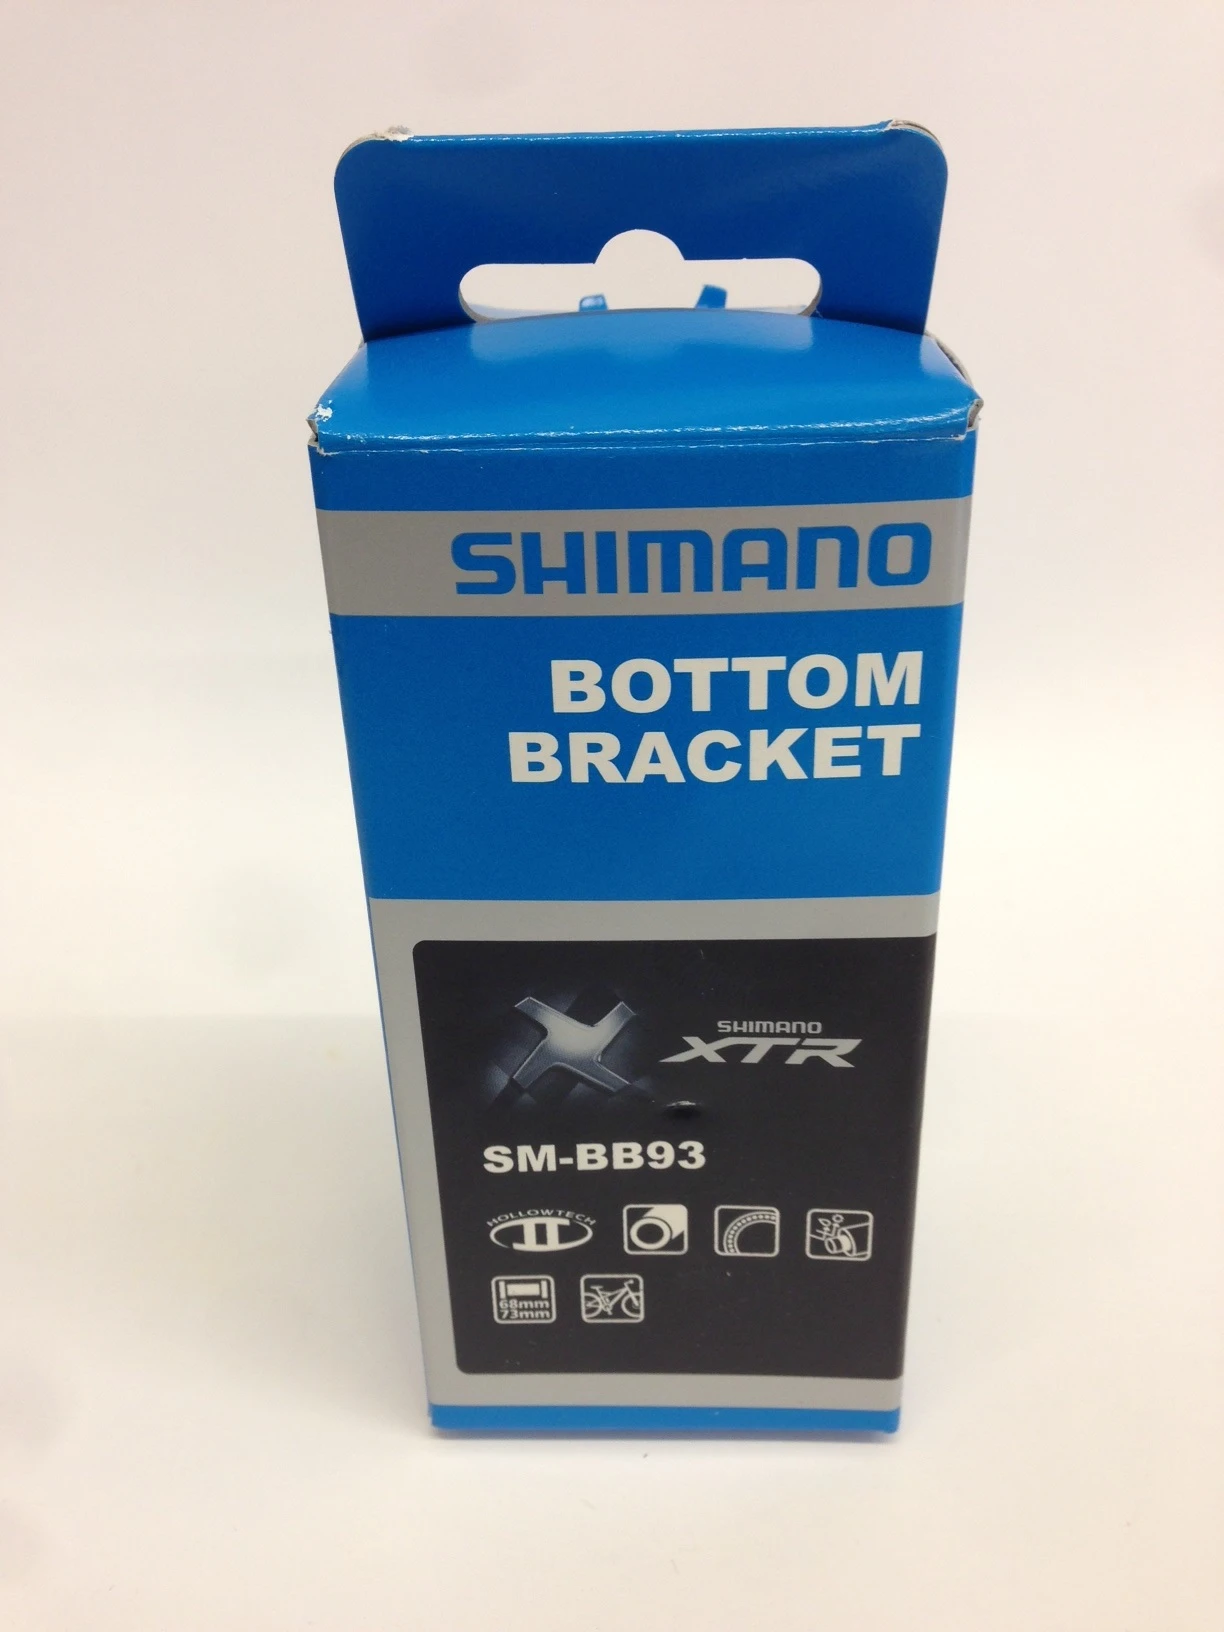 SHIMANO
BOTTOM
BRACKET
SHIMANO
XTR
SM-BB93
HOLLOWTECH
II
68mm
73mm